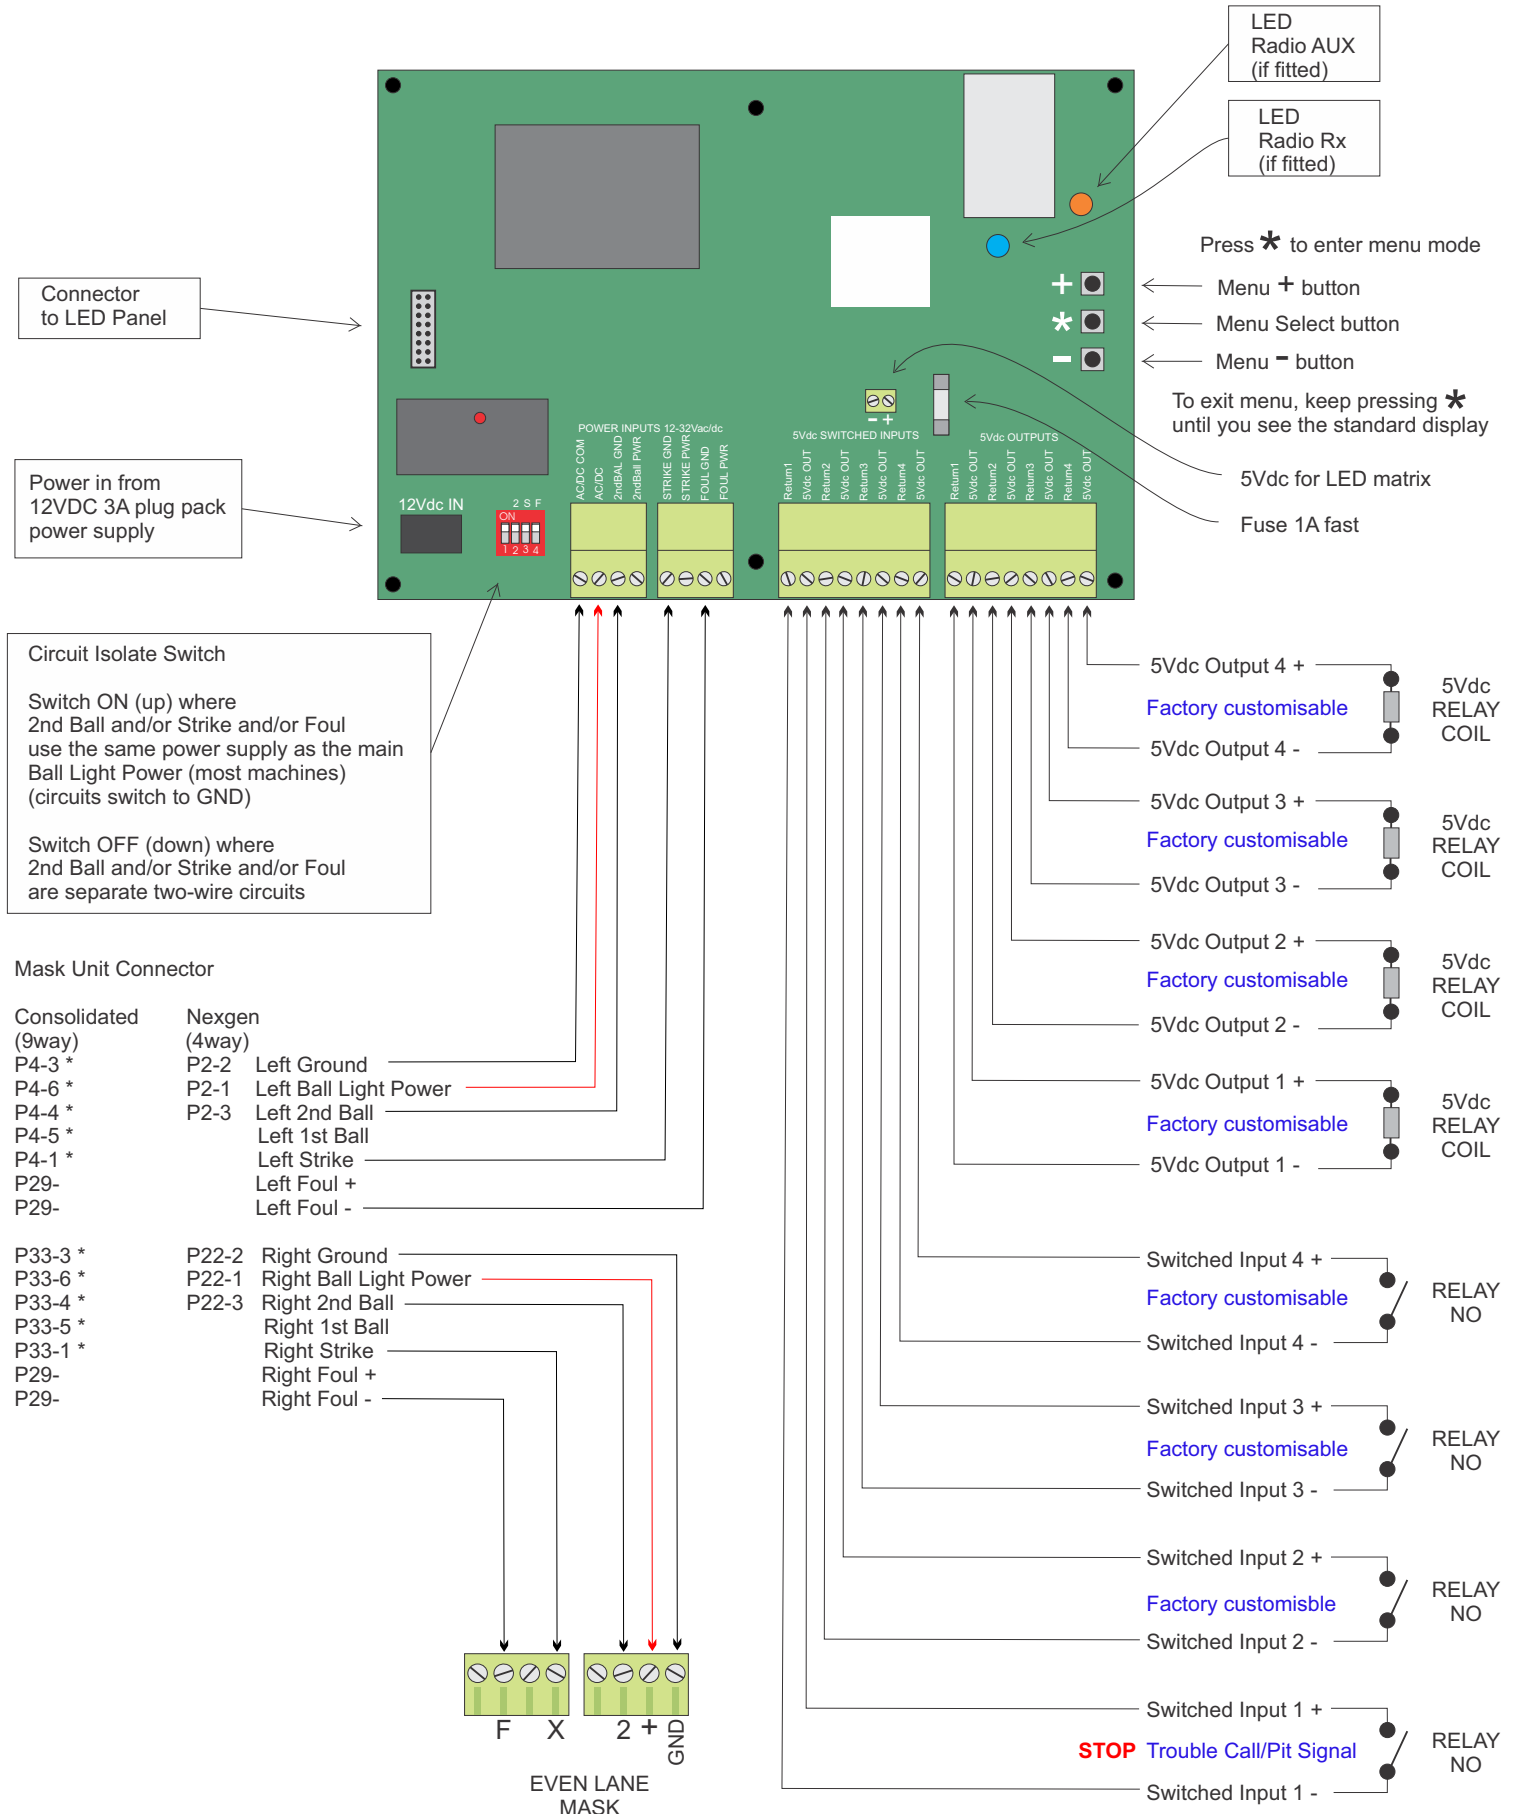 LED
Radio AUX
(if fitted)
LED
Radio Rx
(if fitted)
Press * to enter menu mode
Menu + button
Menu Select button
Menu - button
To exit menu, keep pressing *
until you see the standard display
5Vdc for LED matrix
Fuse 1A fast
Connector
to LED Panel
Power in from
12VDC 3A plug pack
power supply
+
*
-
- +
POWER INPUTS 12-32Vac/dc
5Vdc SWITCHED INPUTS
5Vdc OUTPUTS
12Vdc IN
2 S F
ON
1 2 3 4
AC/DC COM
AC/DC
2ndBAL GND
2ndBall PWR
STRIKE GND
STRIKE PWR
FOUL GND
FOUL PWR
Return1
5Vdc OUT
Return2
5Vdc OUT
Return3
5Vdc OUT
Return4
5Vdc OUT
Return1
5Vdc OUT
Return2
5Vdc OUT
Return3
5Vdc OUT
Return4
5Vdc OUT
Circuit Isolate Switch
Switch ON (up) where
2nd Ball and/or Strike and/or Foul
use the same power supply as the main
Ball Light Power (most machines)
(circuits switch to GND)
Switch OFF (down) where
2nd Ball and/or Strike and/or Foul
are separate two-wire circuits
Mask Unit Connector
Consolidated Nexgen
(9way) (4way)
P4-3 * P2-2 Left Ground
P4-6 * P2-1 Left Ball Light Power
P4-4 * P2-3 Left 2nd Ball
P4-5 * Left 1st Ball
P4-1 * Left Strike
P29- Left Foul +
P29- Left Foul -
P33-3 * P22-2 Right Ground
P33-6 * P22-1 Right Ball Light Power
P33-4 * P22-3 Right 2nd Ball
P33-5 * Right 1st Ball
P33-1 * Right Strike
P29- Right Foul +
P29- Right Foul -
F X 2 + GND
EVEN LANE
MASK
5Vdc Output 4 +
Factory customisable
5Vdc Output 4 -
5Vdc
RELAY
COIL
5Vdc Output 3 +
Factory customisable
5Vdc Output 3 -
5Vdc
RELAY
COIL
5Vdc Output 2 +
Factory customisable
5Vdc Output 2 -
5Vdc
RELAY
COIL
5Vdc Output 1 +
Factory customisable
5Vdc Output 1 -
5Vdc
RELAY
COIL
Switched Input 4 +
Factory customisable
Switched Input 4 -
RELAY
NO
Switched Input 3 +
Factory customisable
Switched Input 3 -
RELAY
NO
Switched Input 2 +
Factory customisble
Switched Input 2 -
RELAY
NO
Switched Input 1 +
STOP Trouble Call/Pit Signal
Switched Input 1 -
RELAY
NO